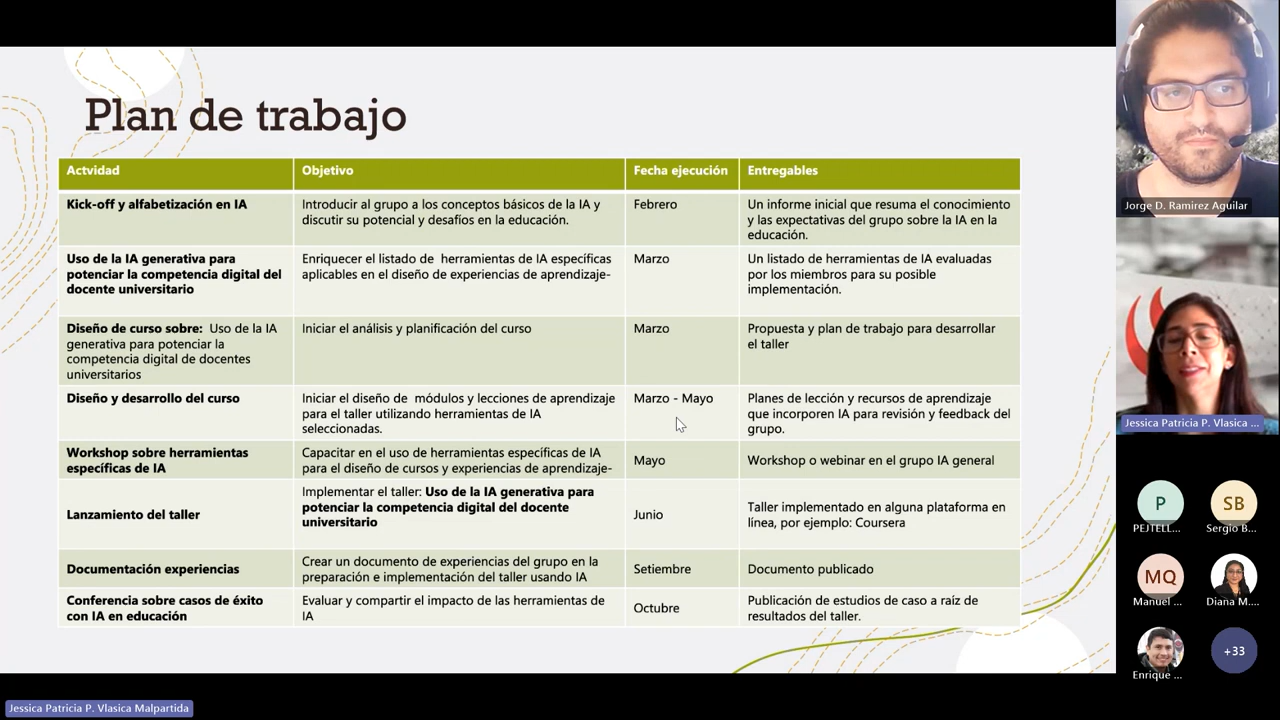 Plan de trabajo
Actvidad
Objetivo
Fecha ejecución
Entregables
Kick-off y alfabetización en IA
Introducir al grupo a los conceptos básicos de la IA y
discutir su potencial y desafíos en la educación.
Febrero
Un informe inicial que resuma el conocimiento
y las expectativas del grupo sobre la IA en la
educación.
Uso de la IA generativa para
potenciar la competencia digital del
docente universitario
Enriquecer el listado de herramientas de IA específicas
aplicables en el diseño de experiencias de aprendizaje-
Marzo
Un listado de herramientas de IA evaluadas
por los miembros para su posible
implementación.
Diseño de curso sobre: Uso de la IA
generativa para potenciar la
competencia digital de docentes
universitarios
Iniciar el análisis y planificación del curso
Marzo
Propuesta y plan de trabajo para desarrollar
el taller
Diseño y desarrollo del curso
Iniciar el diseño de módulos y lecciones de aprendizaje
para el taller utilizando herramientas de IA
seleccionadas.
Marzo - Mayo
Planes de lección y recursos de aprendizaje
que incorporen IA para revisión y feedback del
grupo.
Workshop sobre herramientas
específicas de IA
Capacitar en el uso de herramientas específicas de IA
para el diseño de cursos y experiencias de aprendizaje-
Mayo
Workshop o webinar en el grupo IA general
Lanzamiento del taller
Implementar el taller: Uso de la IA generativa para
potenciar la competencia digital del docente
universitario
Junio
Taller implementado en alguna plataforma en
línea, por ejemplo: Coursera
Documentación experiencias
Crear un documento de experiencias del grupo en la
preparación e implementación del taller usando IA
Setiembre
Documento publicado
Conferencia sobre casos de éxito
con IA en educación
Evaluar y compartir el impacto de las herramientas de
IA
Octubre
Publicación de estudios de caso a raíz de
resultados del taller.
Jorge D. Ramirez Aguilar
Jessica Patricia P. Vlasica ...
P
SB
PEJTELL...
Sergio B...
MQ
Manuel ...
Diana M....
Enrique ...
+33
Jessica Patricia P. Vlasica Malpartida